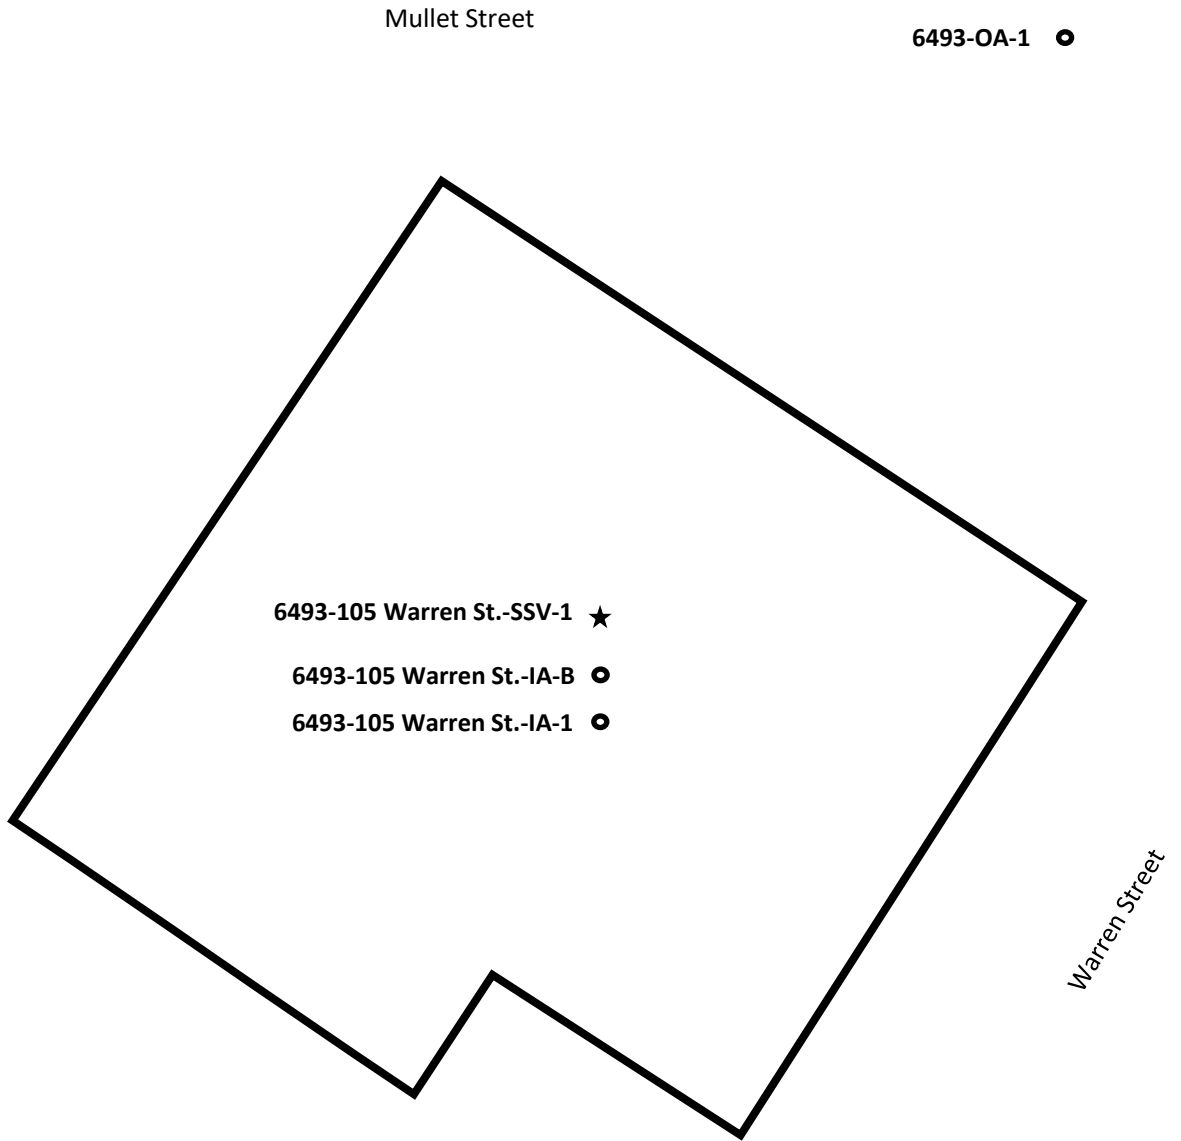 Mullet Street
6493-OA-1
6493-105 Warren St.-SSV-1
6493-105 Warren St.-IA-B
6493-105 Warren St.-IA-1
Warren Street